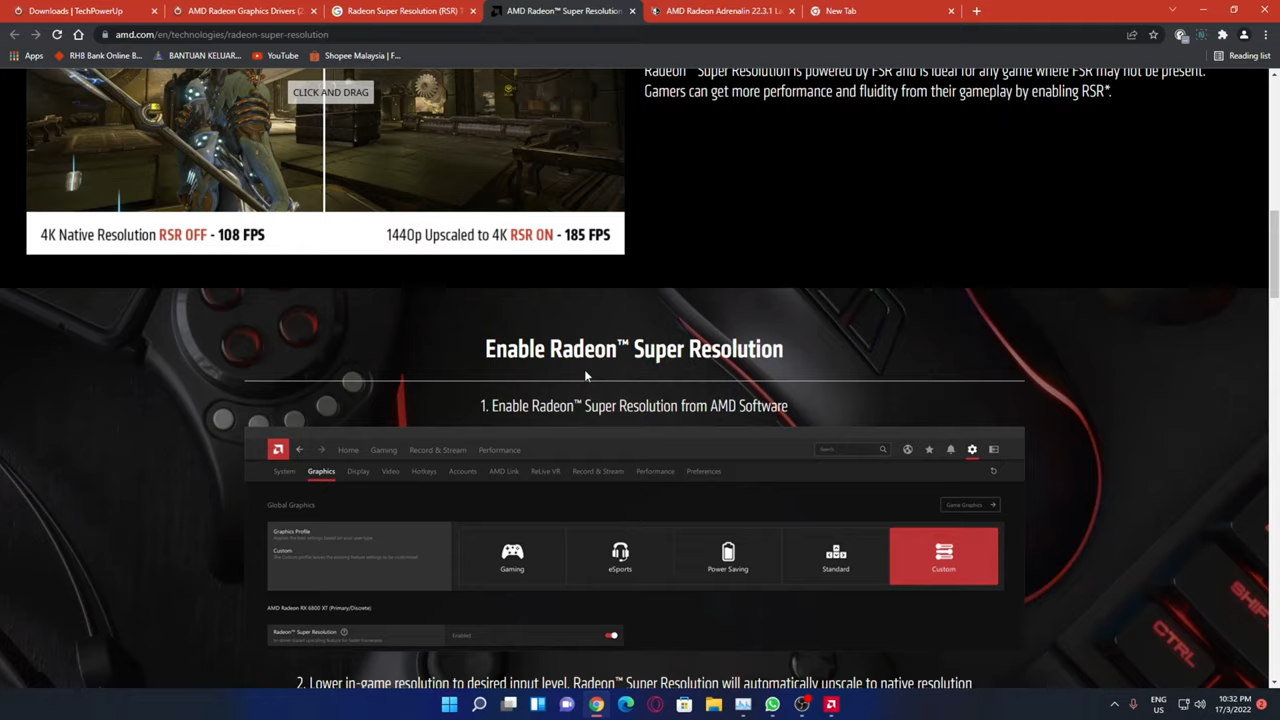 Downloads | TechPowerUp
AMD Radeon Graphics Drivers (2
Radeon Super Resolution (RSR) T
AMD Radeon™ Super Resolution
AMD Radeon Adrenalin 22.3.1 La
New Tab
amd.com/en/technologies/radeon-super-resolution
Apps
RHB Bank Online B...
BANTUAN KELUAR...
YouTube
Shopee Malaysia | F...
Reading list
CLICK AND DRAG
Radeon™ Super Resolution is powered by FSR and is ideal for any game where FSR may not be present.
Gamers can get more performance and fluidity from their gameplay by enabling RSR*.
4K Native Resolution RSR OFF - 108 FPS
1440p Upscaled to 4K RSR ON - 185 FPS
Enable Radeon™ Super Resolution
1. Enable Radeon™ Super Resolution from AMD Software
Home
Gaming
Record & Stream
Performance
Search
System
Graphics
Display
Video
Hotkeys
Accounts
AMD Link
ReLive VR
Record & Stream
Performance
Preferences
Global Graphics
Game Graphics
Graphics Profile
Custom
Gaming
eSports
Power Saving
Standard
Custom
AMD Radeon RX 6800 XT (Primary/Discrete)
Radeon™ Super Resolution
Enabled
2. Lower in-game resolution to desired input level. Radeon Super Resolution will automatically upscale to native resolution
SHIFT
CTRL
ENG
US
10:32 PM
17/3/2022
2